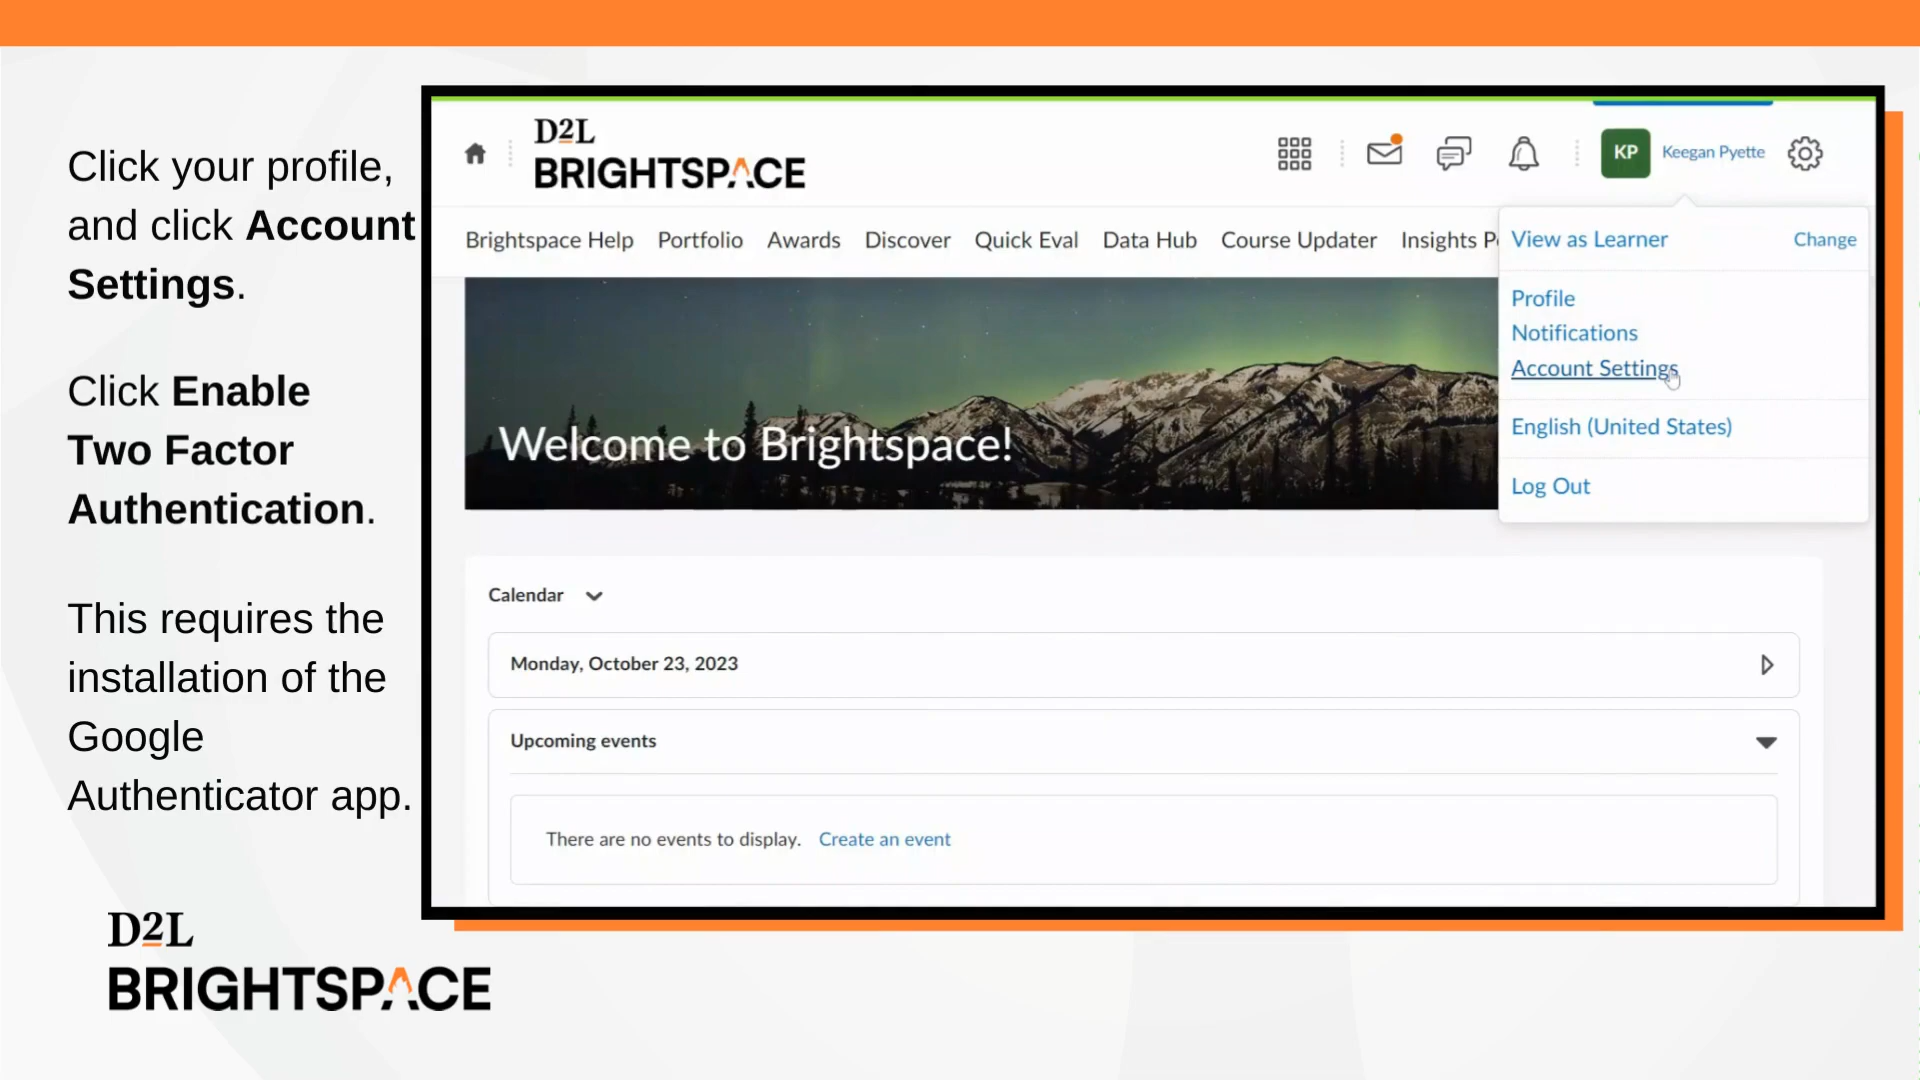 Click your profile,
and click Account
Settings.
Click Enable
Two Factor
Authentication.
This requires the
installation of the
Google
Authenticator app.
D2L
BRIGHTSPACE
D2L
BRIGHTSPACE
KP
Keegan Pyette
Brightspace Help Portfolio Awards Discover Quick Eval Data Hub Course Updater Insights
View as Learner Change
Profile
Notifications
Account Settings
English (United States)
Log Out
Welcome to Brightspace!
Calendar
Monday, October 23, 2023
Upcoming events
There are no events to display. Create an event